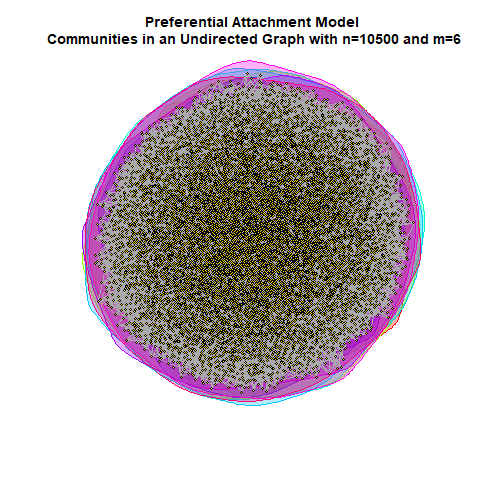 Preferential Attachment Model
Communities in an Undirected Graph with n=10500 and m=6